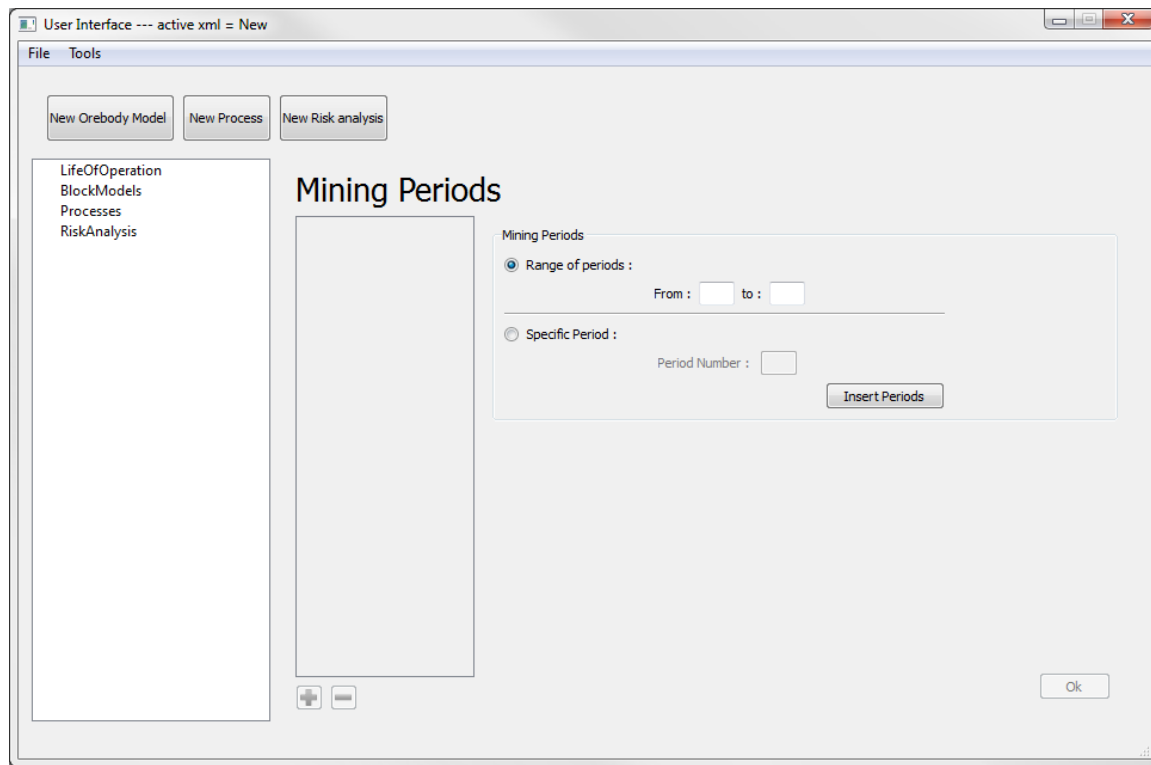 User Interface --- active xml = New
File Tools
New Orebody Model New Process New Risk analysis
LifeOfOperation
BlockModels
Processes
RiskAnalysis
Mining Periods
Mining Periods
Range of periods :
From : to :
Specific Period :
Period Number :
Insert Periods
Ok